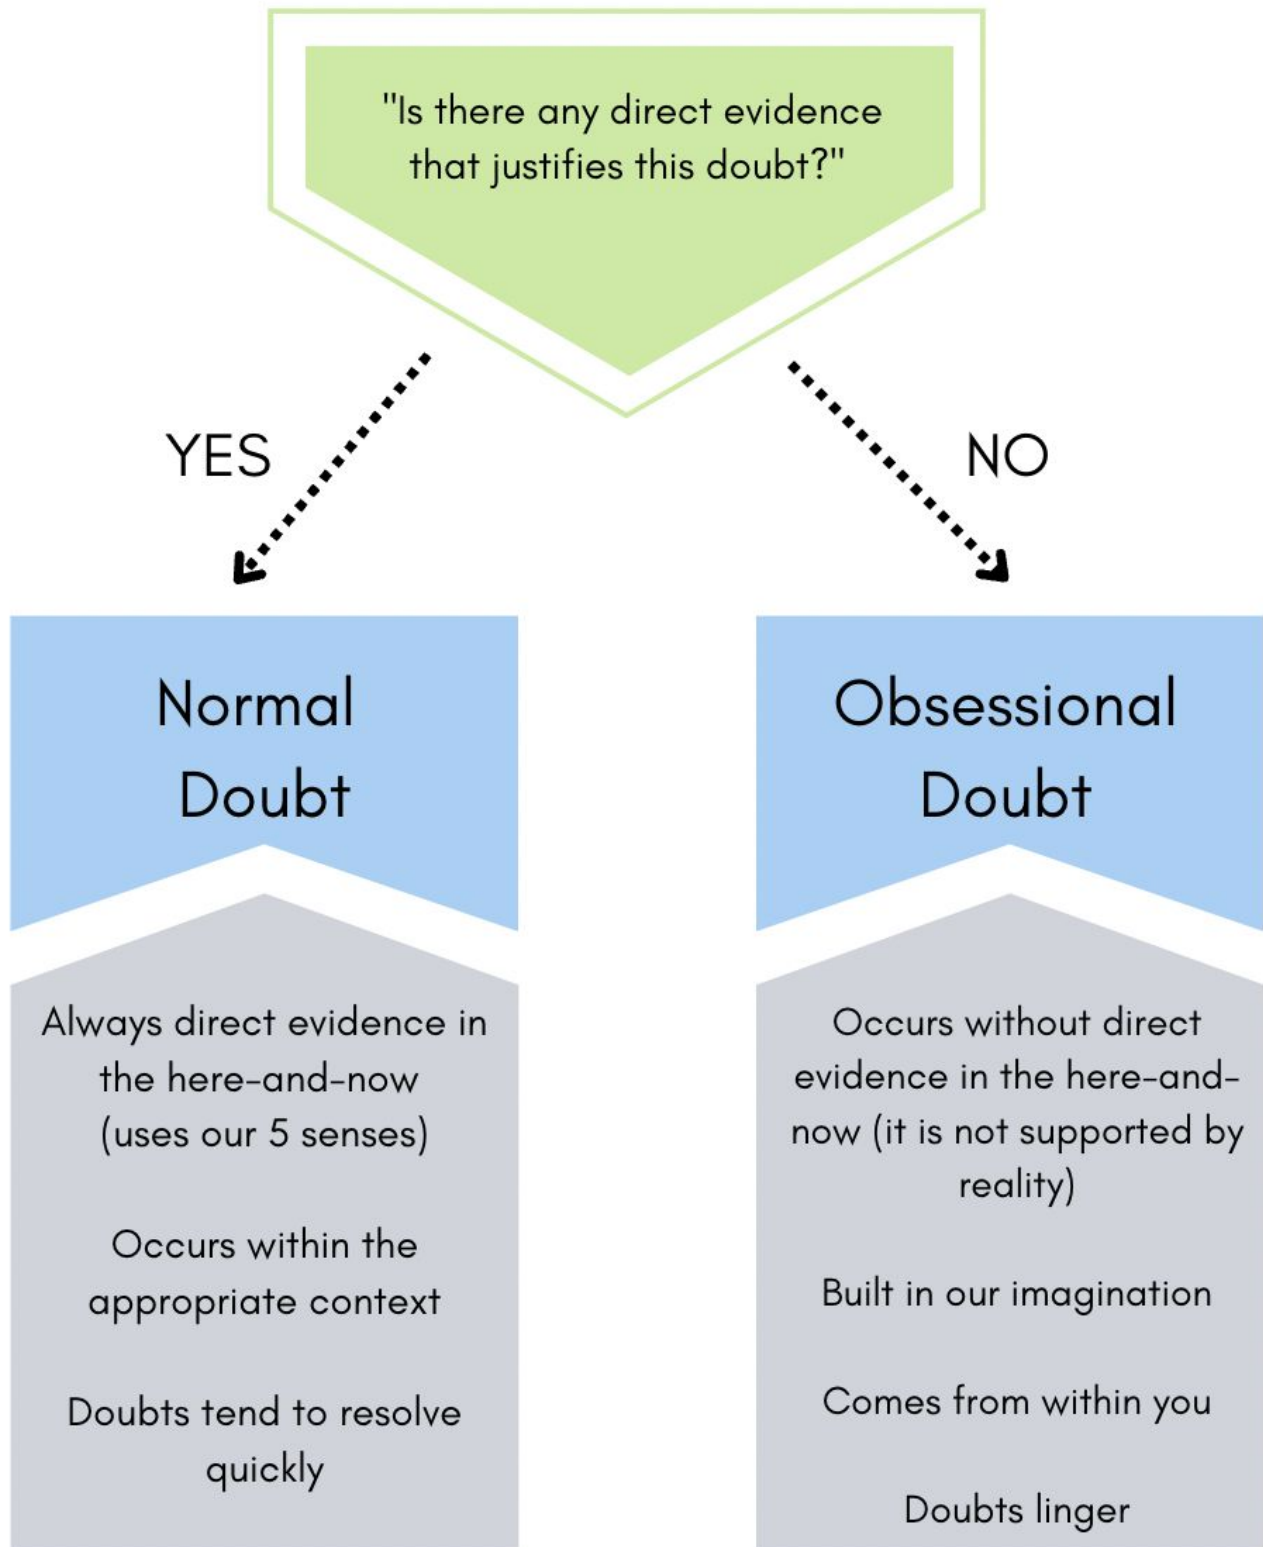 "Is there any direct evidence
that justifies this doubt?"
YES
NO
Normal
Doubt
Always direct evidence in
the here-and-now
(uses our 5 senses)
Occurs within the
appropriate context
Doubts tend to resolve
quickly
Obsessional
Doubt
Occurs without direct
evidence in the here-and-
now (it is not supported by
reality)
Built in our imagination
Comes from within you
Doubts linger